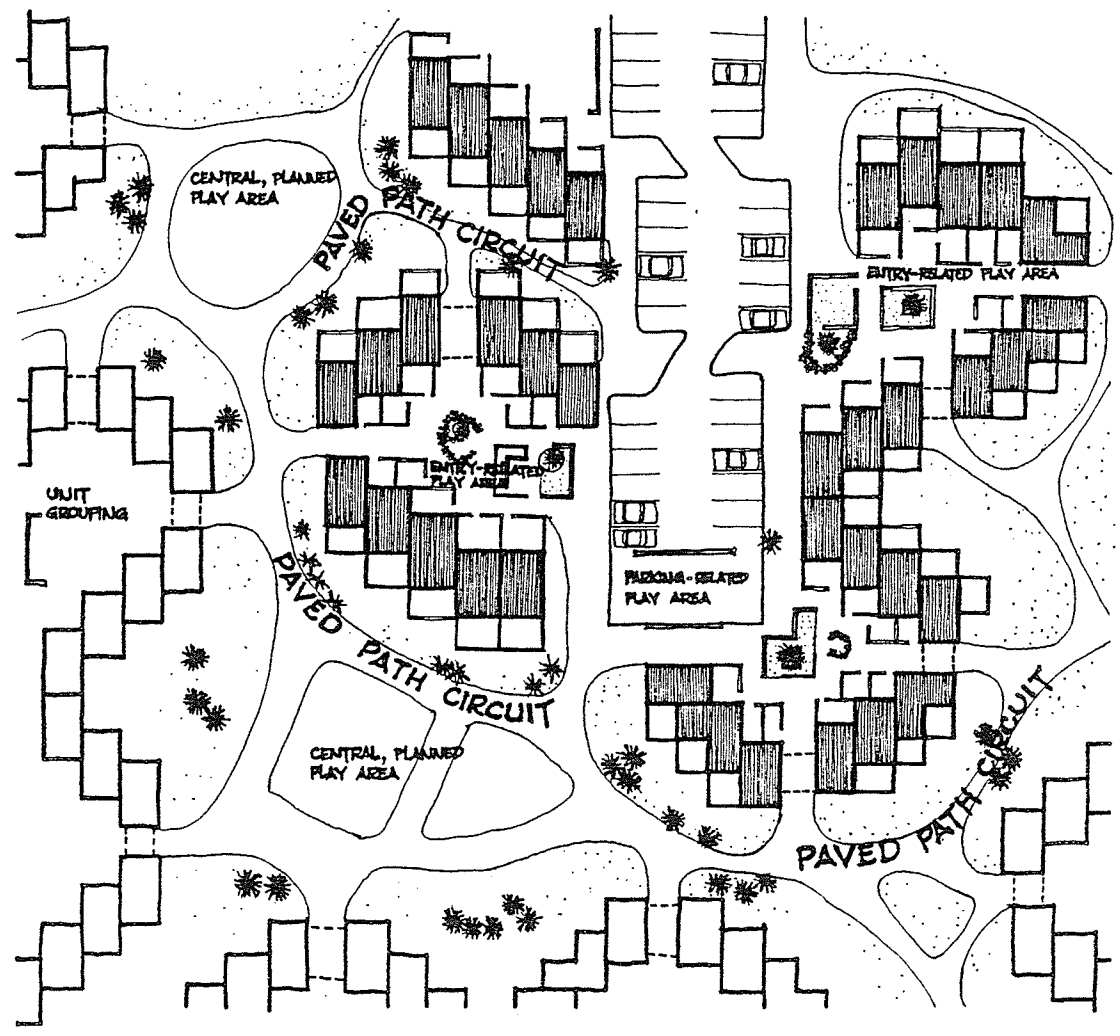 CENTRAL, PLANNED
PLAY AREA
PAVED PATH CIRCUIT
ENTRY-RELATED PLAY AREA
ENTRY-RELATED
PLAY AREA
UNIT
GROUFING
PARKING-RELATED
PLAY AREA
PAVED PATH CIRCUIT
CENTRAL, PLANNED
PLAY AREA
PAVED PATH CIRCUIT